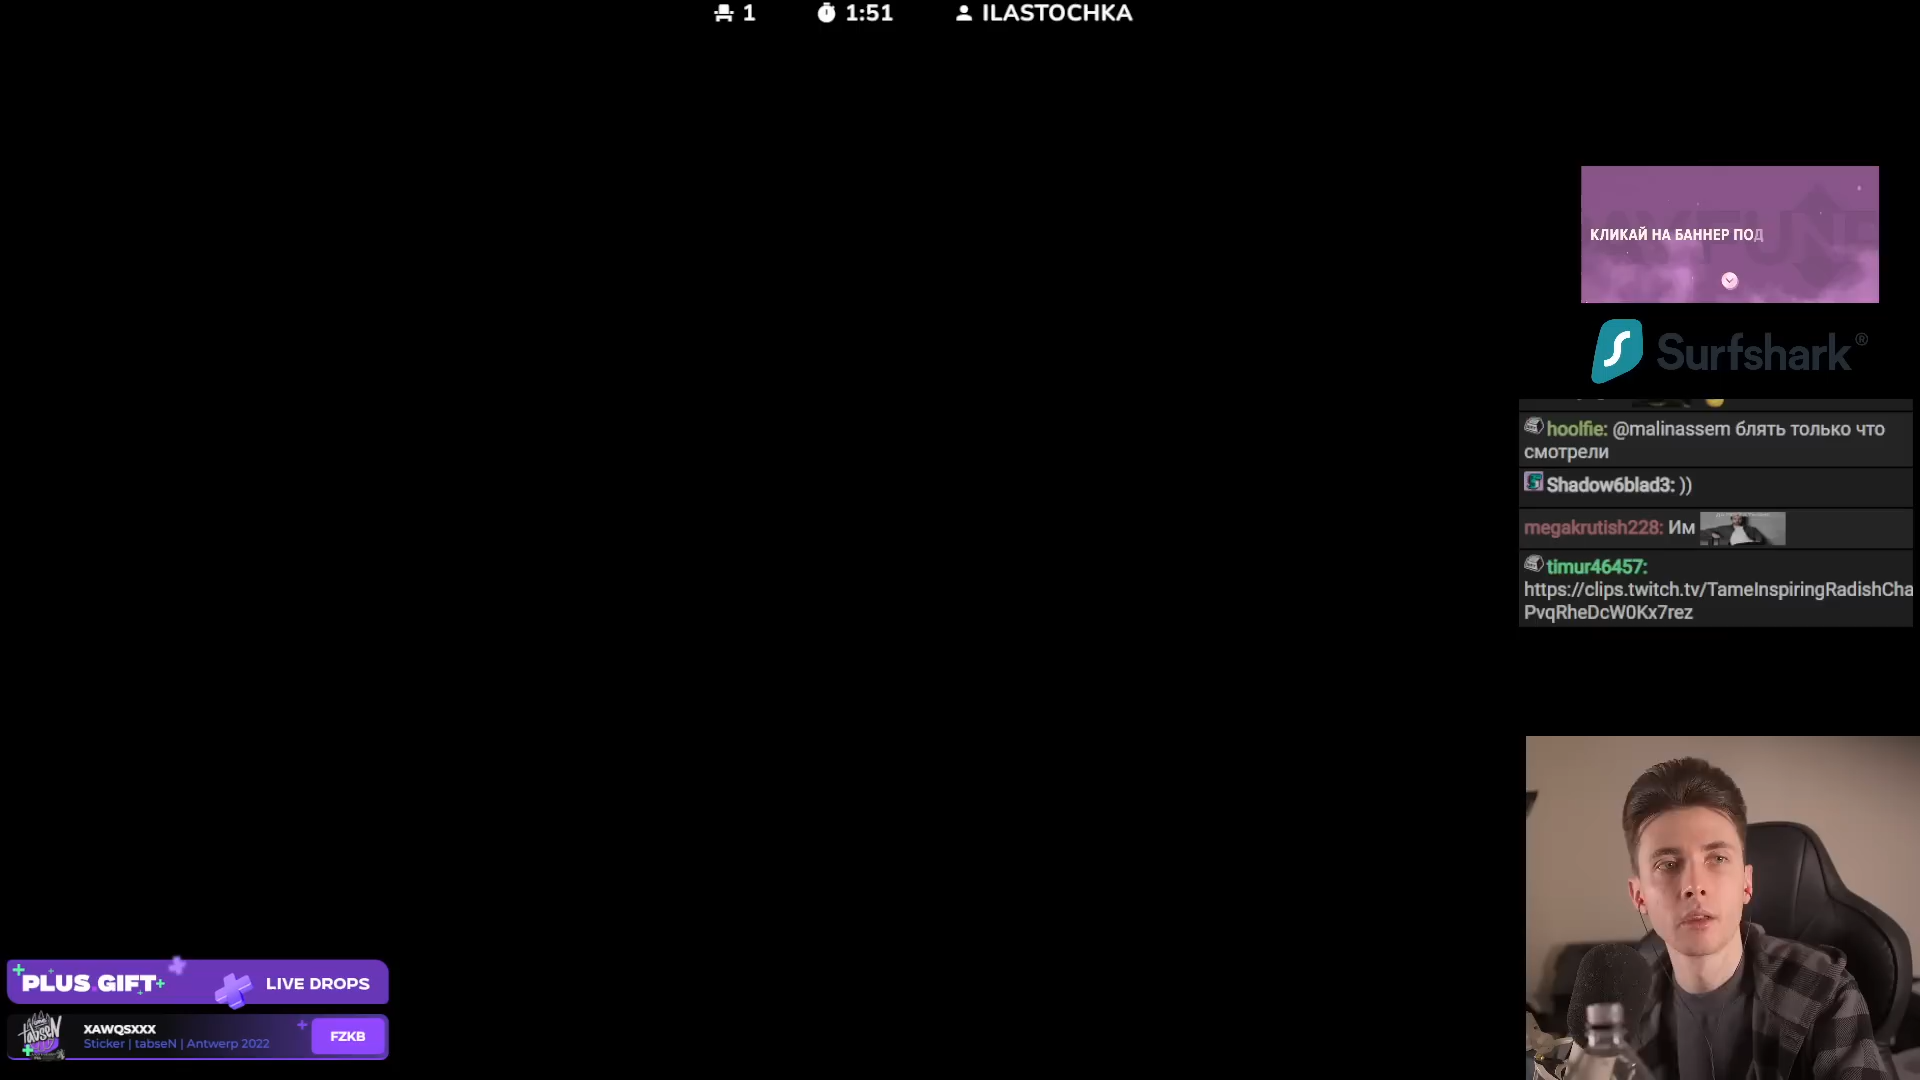 1 1:51 ILASTOCHKA
КЛИКАЙ НА БАННЕР ПОД
Surfshark®
hoolfie: @malinassem блять только что
смотрели
Shadow6blad3: ))
megakrutish228: Им
timur46457:
https://clips.twitch.tv/TameInspiringRadishCha
PvqRheDcW0Kx7rez
PLUS.GIFT LIVE DROPS
tabseN
XAWQSXXX
Sticker | tabseN | Antwerp 2022
FZKB